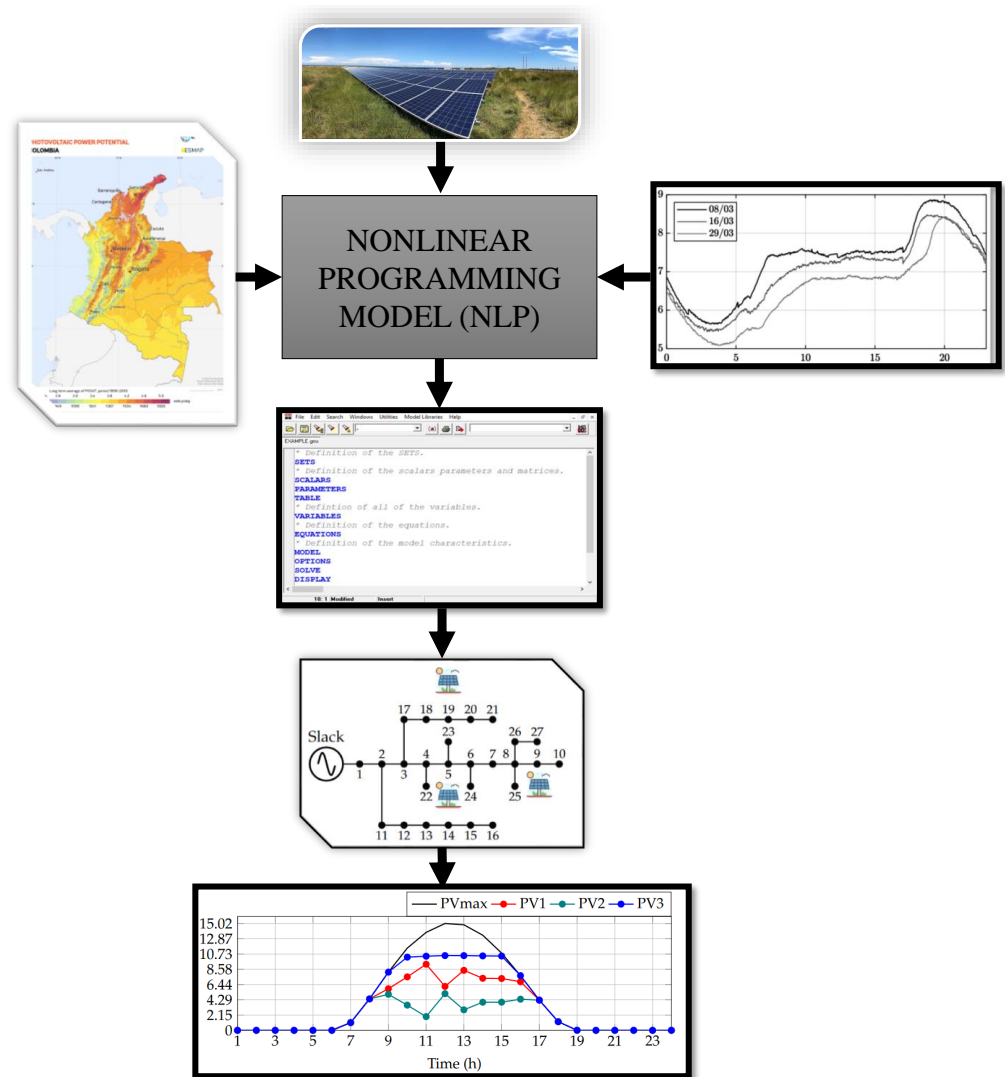 HOTOVOLTAIC POWER POTENTIAL
OLOMBIA
ESMAP
NONLINEAR
PROGRAMMING
MODEL (NLP)
9
8
7
6
5
0 5 10 15 20
08/03
16/03
29/03
File Edit Search Windows Utilities Model Libraries Help
EXAMPLE.gms
* Definition of the SETS.
SETS
* Definition of the scalars parameters and matrices.
SCALARS
PARAMETERS
TABLE
* Defintion of all of the variables.
VARIABLES
* Definition of the equations.
EQUATIONS
* Definition of the model characteristics.
MODEL
OPTIONS
SOLVE
DISPLAY
18: 1 Modified Insert
17 18 19 20 21
Slack
23 26 27
2 4 6 7 8 9 10
1 3 5
22 24 25
11 12 13 14 15 16
PVmax PV1 PV2 PV3
15.02
12.87
10.73
8.58
6.44
4.29
2.15
0
1 3 5 7 9 11 13 15 17 19 21 23
Time (h)